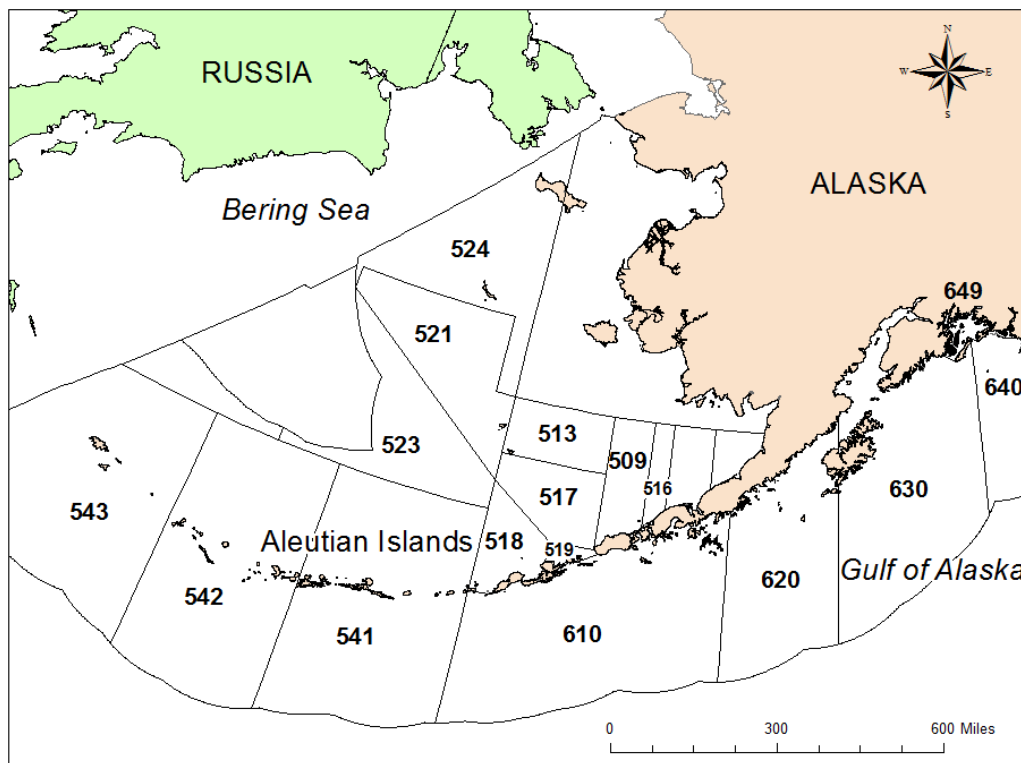 N
W E
S
RUSSIA
ALASKA
Bering Sea
524
649
521
640
513
509
523
516
630
517
543
518
519
Aleutian Islands
Gulf of Alaska
620
542
541
610
0 300 600 Miles